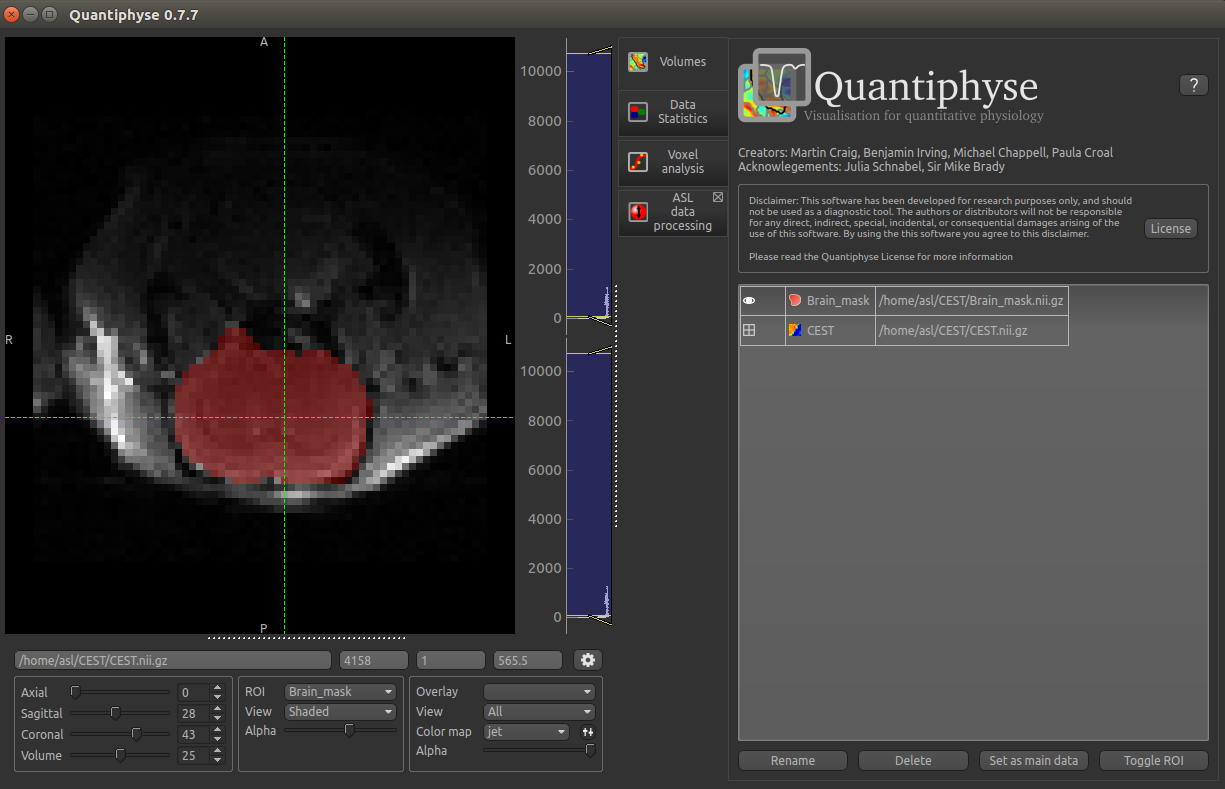 Quantiphyse 0.7.7
A
R
L
P
10000
8000
6000
4000
2000
0
10000
8000
6000
4000
2000
0
Volumes
Data
Statistics
Voxel
analysis
ASL
data
processing
Quantiphyse
Visualisation for quantitative physiology
?
Creators: Martin Craig, Benjamin Irving, Michael Chappell, Paula Croal
Acknowlegements: Julia Schnabel, Sir Mike Brady
Disclaimer: This software has been developed for research purposes only, and should
not be used as a diagnostic tool. The authors or distributors will not be responsible
for any direct, indirect, special, incidental, or consequential damages arising of the
use of this software. By using the this software you agree to this disclaimer.
Please read the Quantiphyse License for more information
License
Brain_mask /home/asl/CEST/Brain_mask.nii.gz
CEST /home/asl/CEST/CEST.nii.gz
/home/asl/CEST/CEST.nii.gz 4158 1 565.5
Axial 0
Sagittal 28
Coronal 43
Volume 25
ROI Brain_mask
View Shaded
Alpha
Overlay
View All
Color map jet
Alpha
Rename Delete Set as main data Toggle ROI